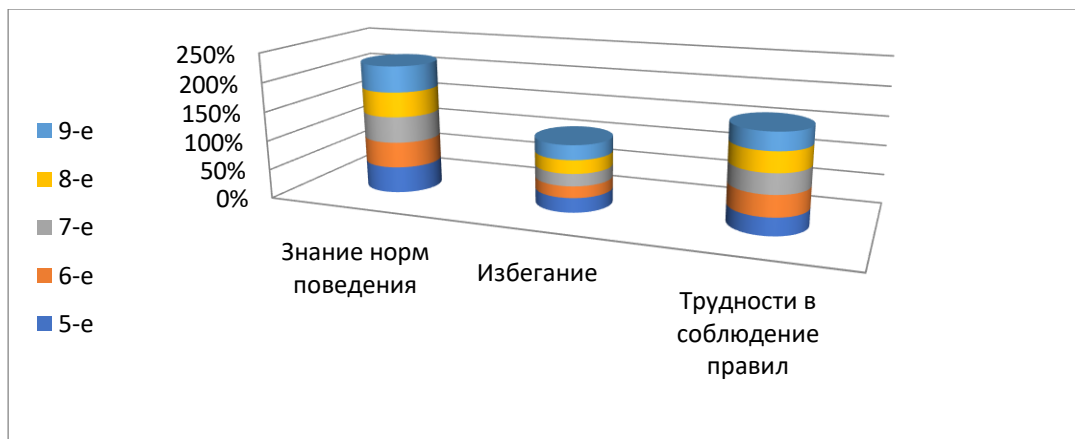 250%
200%
150%
100%
50%
0%
9-е
8-е
7-е
6-е
5-е
Знание норм
поведения
Избегание
Трудности в
соблюдение
правил